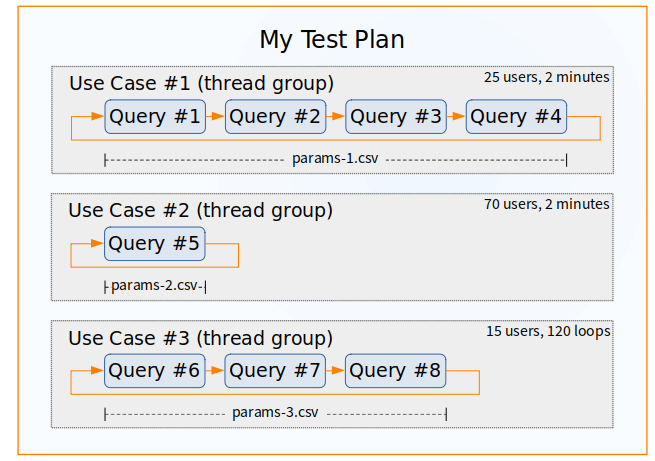 My Test Plan
Use Case #1 (thread group)
25 users, 2 minutes
Query #1
Query #2
Query #3
Query #4
params-1.csv
Use Case #2 (thread group)
70 users, 2 minutes
Query #5
params-2.csv
Use Case #3 (thread group)
15 users, 120 loops
Query #6
Query #7
Query #8
params-3.csv